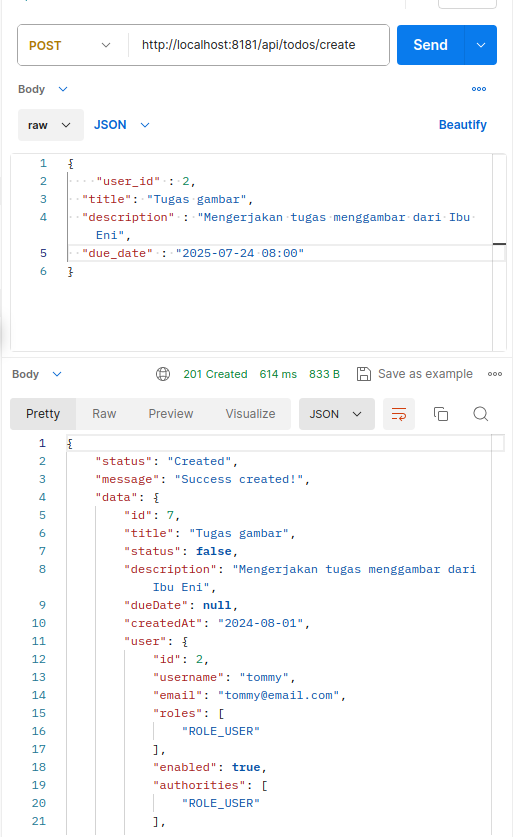 POST http://localhost:8181/api/todos/create Send
Body
raw JSON Beautify
1 {
2 "user_id" : 2,
3 "title": "Tugas gambar",
4 "description" : "Mengerjakan tugas menggambar dari Ibu
Eni",
5 "due_date" : "2025-07-24 08:00"
6 }
Body 201 Created 614 ms 833 B Save as example
Pretty Raw Preview Visualize JSON
1 {
2 "status": "Created",
3 "message": "Success created!",
4 "data": {
5 "id": 7,
6 "title": "Tugas gambar",
7 "status": false,
8 "description": "Mengerjakan tugas menggambar dari
Ibu Eni",
9 "dueDate": null,
10 "createdAt": "2024-08-01",
11 "user": {
12 "id": 2,
13 "username": "tommy",
14 "email": "tommy@email.com",
15 "roles": [
16 "ROLE_USER"
17 ],
18 "enabled": true,
19 "authorities": [
20 "ROLE_USER"
21 ],